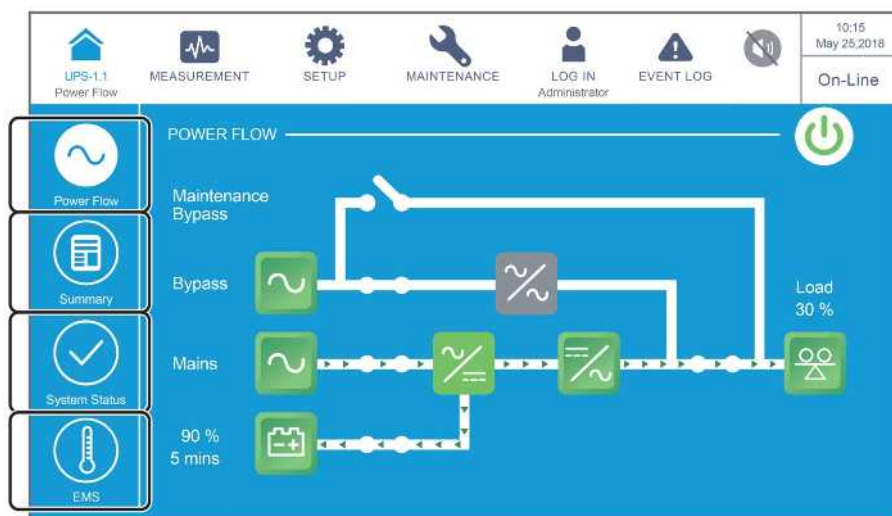 10:15
May 25,2018
On-Line
UPS-1.1
Power Flow
MEASUREMENT
SETUP
MAINTENANCE
LOG IN
Administrator
EVENT LOG
Power Flow
Summary
System Status
EMS
POWER FLOW
Maintenance
Bypass
Bypass
Mains
90 %
5 mins
Load
30 %